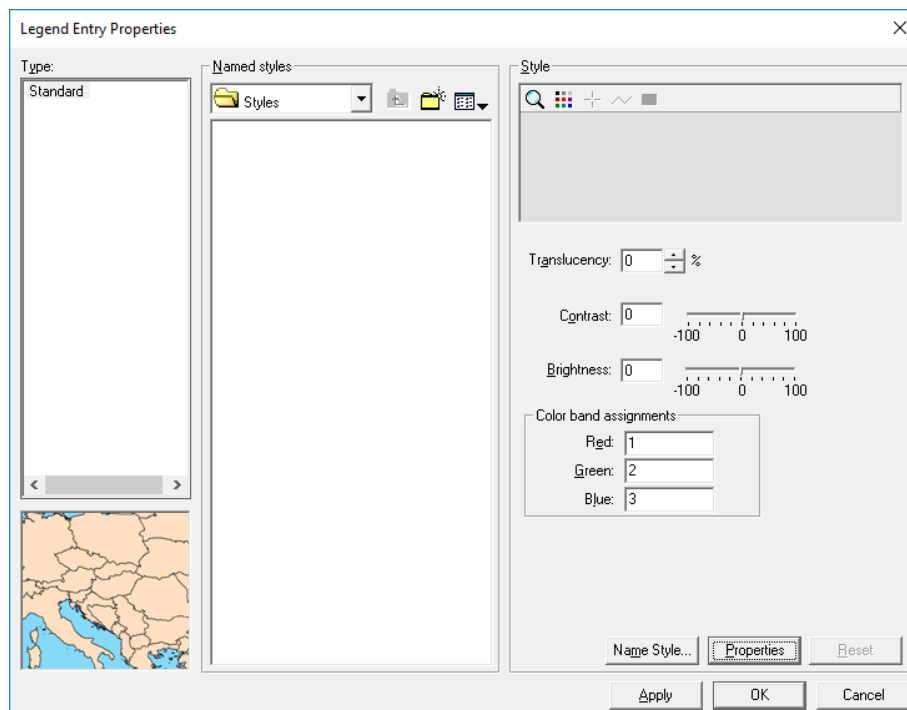 Legend Entry Properties
Type:
Standard
Named styles
Styles
Style
Translucency: 0 %
Contrast: 0
-100 0 100
Brightness: 0
-100 0 100
Color band assignments
Red: 1
Green: 2
Blue: 3
Name Style... Properties Reset
Apply OK Cancel